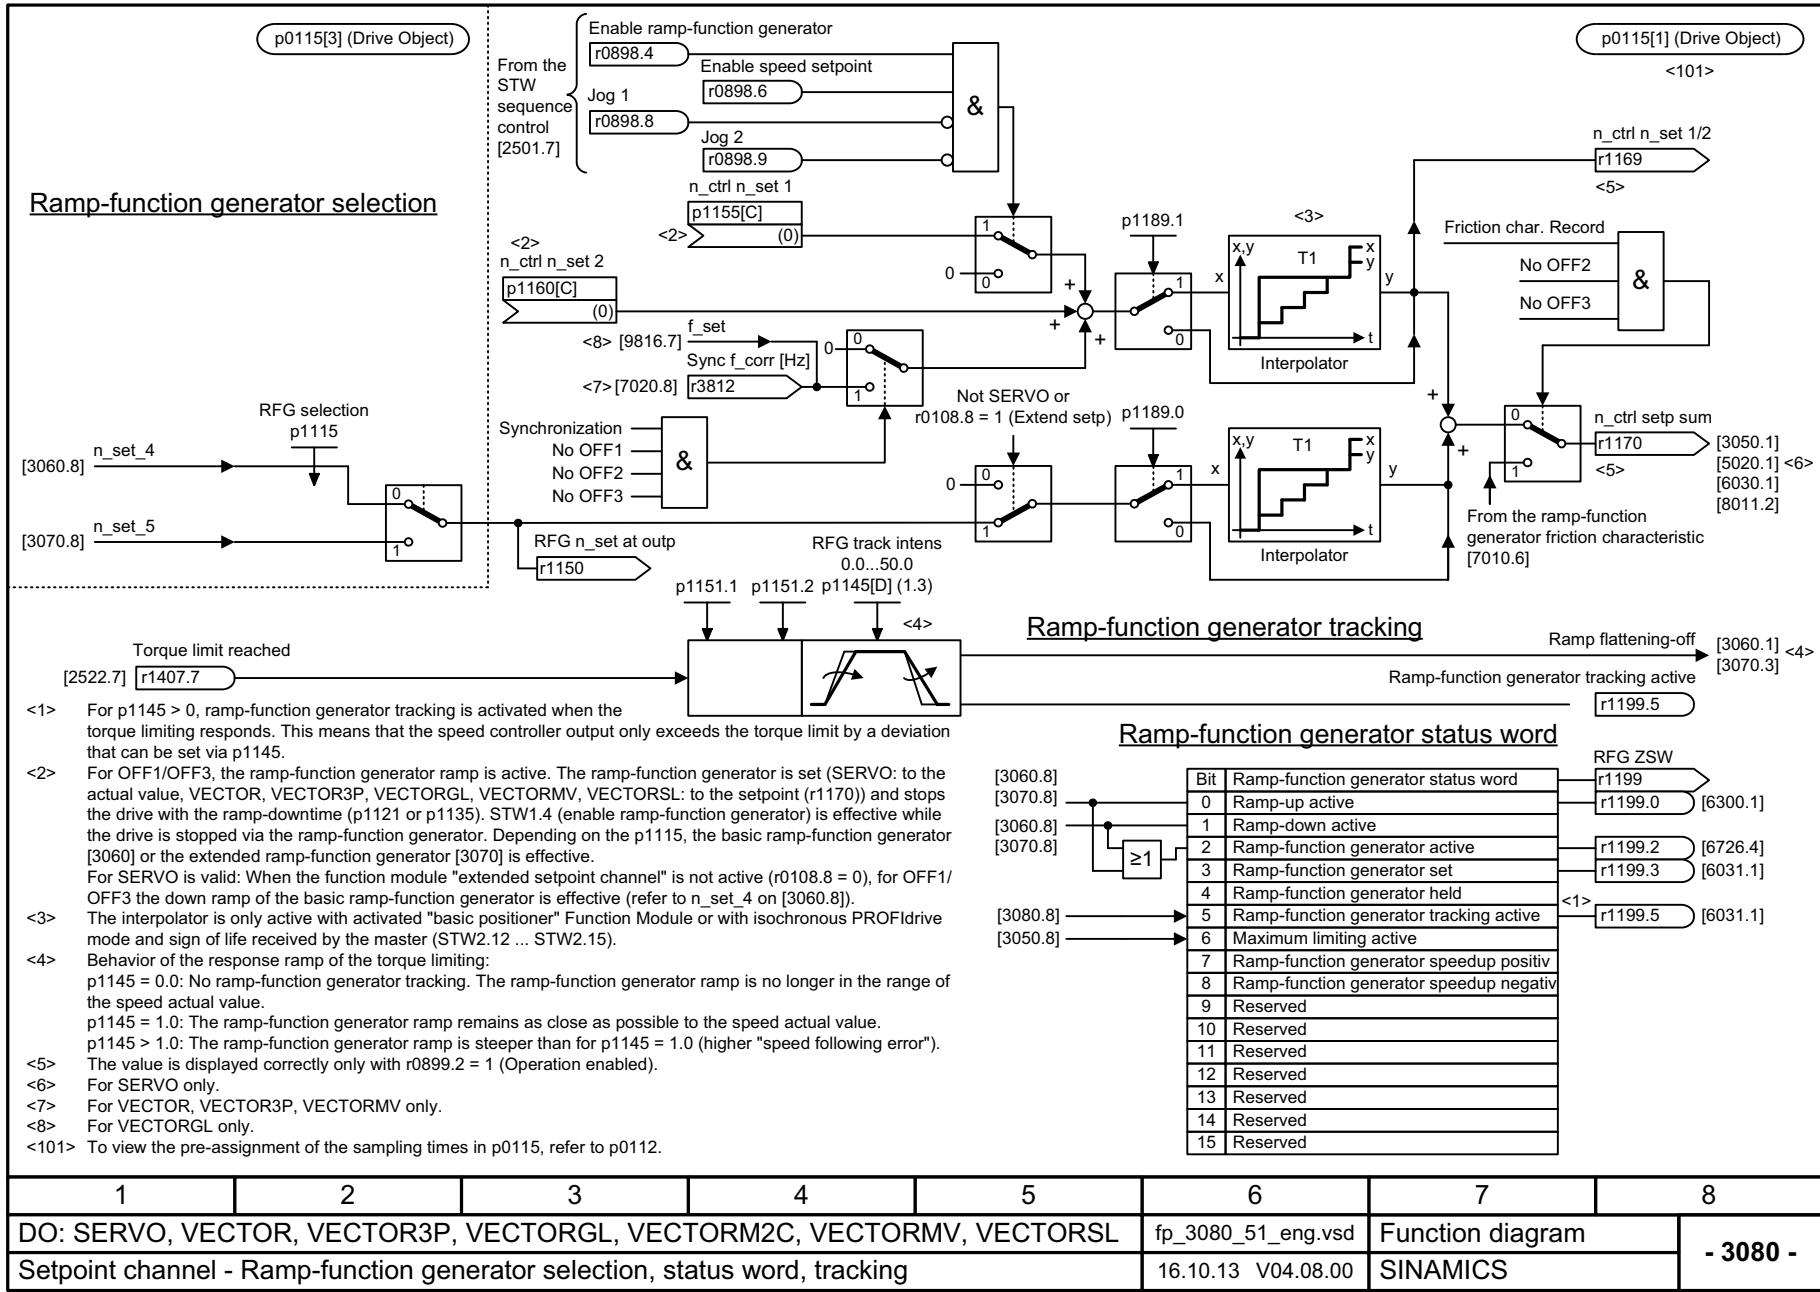 p0115[3] (Drive Object)
Ramp-function generator selection
RFG selection
p1115
[3060.8] n_set_4
[3070.8] n_set_5
0
1
From the
STW
sequence
control
[2501.7]
Enable ramp-function generator
r0898.4
Enable speed setpoint
r0898.6
Jog 1
r0898.8
Jog 2
r0898.9
&
n_ctrl n_set 1
p1155[C]
<2> (0)
<2>
n_ctrl n_set 2
p1160[C]
(0)
1
0
0
<8> [9816.7] f_set
Sync f_corr [Hz]
<7> [7020.8] r3812
0
0
1
Synchronization
No OFF1
No OFF2
No OFF3
&
+
+
+
p1189.1
1
0
<3>
x
x,y
T1
x
y
t
y
Interpolator
Not SERVO or
r0108.8 = 1 (Extend setp)
0
0
1
p1189.0
1
0
x
x,y
T1
x
y
t
y
Interpolator
RFG n_set at outp
r1150
p0115[1] (Drive Object)
<101>
n_ctrl n_set 1/2
r1169
<5>
Friction char. Record
No OFF2
No OFF3
&
+
+
0
1
n_ctrl setp sum
r1170
<5>
[3050.1]
[5020.1] <6>
[6030.1]
[8011.2]
From the ramp-function
generator friction characteristic
[7010.6]
RFG track intens
0.0...50.0
p1151.1 p1151.2 p1145[D] (1.3)
<4>
Ramp-function generator tracking
Torque limit reached
[2522.7] r1407.7
Ramp flattening-off
[3060.1] <4>
[3070.3]
Ramp-function generator tracking active
r1199.5
<1> For p1145 > 0, ramp-function generator tracking is activated when the
torque limiting responds. This means that the speed controller output only exceeds the torque limit by a deviation
that can be set via p1145.
<2> For OFF1/OFF3, the ramp-function generator ramp is active. The ramp-function generator is set (SERVO: to the
actual value, VECTOR, VECTOR3P, VECTORGL, VECTORMV, VECTORSL: to the setpoint (r1170)) and stops
the drive with the ramp-downtime (p1121 or p1135). STW1.4 (enable ramp-function generator) is effective while
the drive is stopped via the ramp-function generator. Depending on the p1115, the basic ramp-function generator
[3060] or the extended ramp-function generator [3070] is effective.
For SERVO is valid: When the function module "extended setpoint channel" is not active (r0108.8 = 0), for OFF1/
OFF3 the down ramp of the basic ramp-function generator is effective (refer to n_set_4 on [3060.8]).
<3> The interpolator is only active with activated "basic positioner" Function Module or with isochronous PROFIdrive
mode and sign of life received by the master (STW2.12 ... STW2.15).
<4> Behavior of the response ramp of the torque limiting:
p1145 = 0.0: No ramp-function generator tracking. The ramp-function generator ramp is no longer in the range of
the speed actual value.
p1145 = 1.0: The ramp-function generator ramp remains as close as possible to the speed actual value.
p1145 > 1.0: The ramp-function generator ramp is steeper than for p1145 = 1.0 (higher "speed following error").
<5> The value is displayed correctly only with r0899.2 = 1 (Operation enabled).
<6> For SERVO only.
<7> For VECTOR, VECTOR3P, VECTORMV only.
<8> For VECTORGL only.
<101> To view the pre-assignment of the sampling times in p0115, refer to p0112.
Ramp-function generator status word
RFG ZSW
Bit Ramp-function generator status word r1199
[3060.8]
[3070.8]
0 Ramp-up active r1199.0 [6300.1]
[3060.8]
[3070.8]
1 Ramp-down active
≥1
2 Ramp-function generator active r1199.2 [6726.4]
3 Ramp-function generator set r1199.3 [6031.1]
4 Ramp-function generator held
<1>
[3080.8] 5 Ramp-function generator tracking active r1199.5 [6031.1]
[3050.8] 6 Maximum limiting active
7 Ramp-function generator speedup positiv
8 Ramp-function generator speedup negativ
9 Reserved
10 Reserved
11 Reserved
12 Reserved
13 Reserved
14 Reserved
15 Reserved
1 2 3 4 5 6 7 8
DO: SERVO, VECTOR, VECTOR3P, VECTORGL, VECTORM2C, VECTORMV, VECTORSL fp_3080_51_eng.vsd Function diagram
- 3080 -
Setpoint channel - Ramp-function generator selection, status word, tracking 16.10.13 V04.08.00 SINAMICS